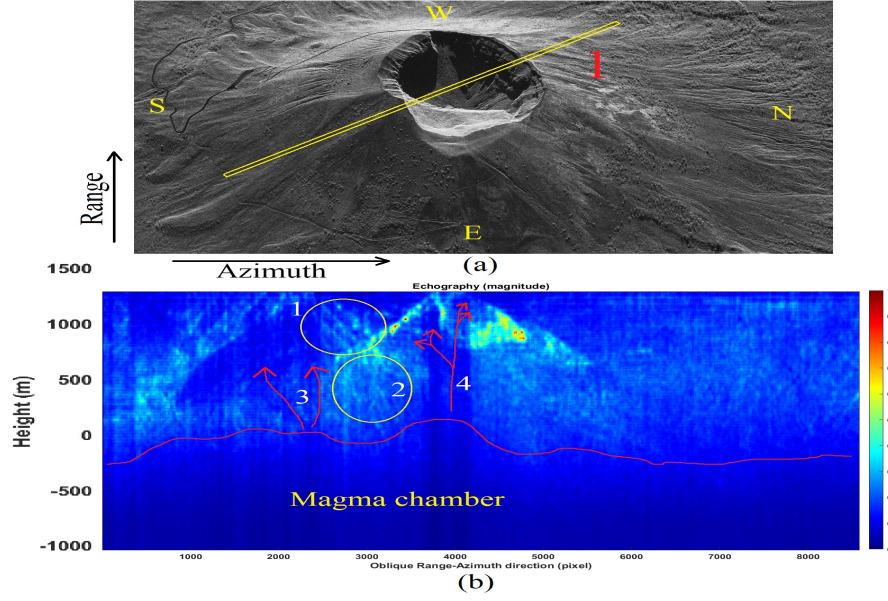 W
I
S
N
Range
E
Azimuth
(a)
1500
Echography (magnitude)
1
1000
500
2
3
4
Height (m)
0
-500
Magma chamber
-1000
1000
2000
3000
4000
5000
6000
7000
8000
Oblique Range-Azimuth direction (pixel)
(b)